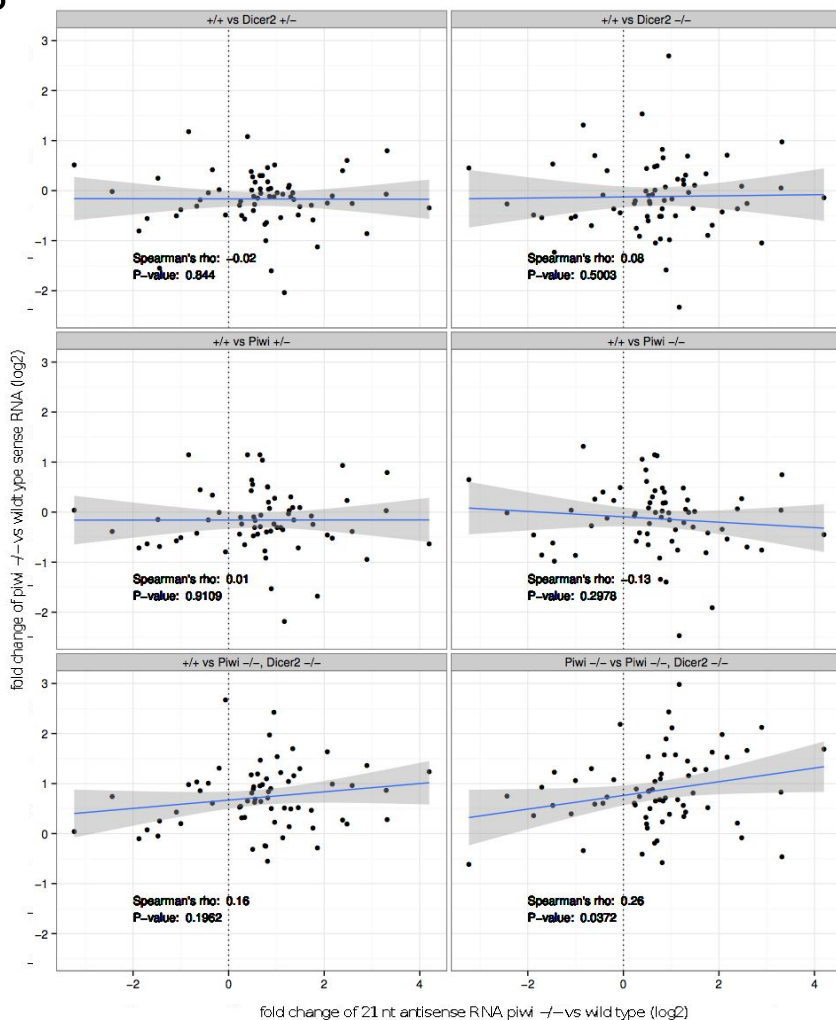 +/+ vs Dicer2 +/−
+/+ vs Dicer2 −/−
3
2
1
0
−1
−2
Spearman's rho: −0.02
P−value: 0.844
Spearman's rho: 0.08
P−value: 0.5003
+/+ vs Piwi +/−
+/+ vs Piwi −/−
3
2
1
0
−1
−2
Spearman's rho: 0.01
P−value: 0.9109
Spearman's rho: −0.13
P−value: 0.2978
fold change of piwi −/− vs wildtype sense RNA (log2)
+/+ vs Piwi −/−, Dicer2 −/−
Piwi −/− vs Piwi −/−, Dicer2 −/−
3
2
1
0
−1
−2
Spearman's rho: 0.16
P−value: 0.1962
Spearman's rho: 0.26
P−value: 0.0372
−2 0 2 4
−2 0 2 4
fold change of 21 nt antisense RNA piwi −/− vs wild type (log2)